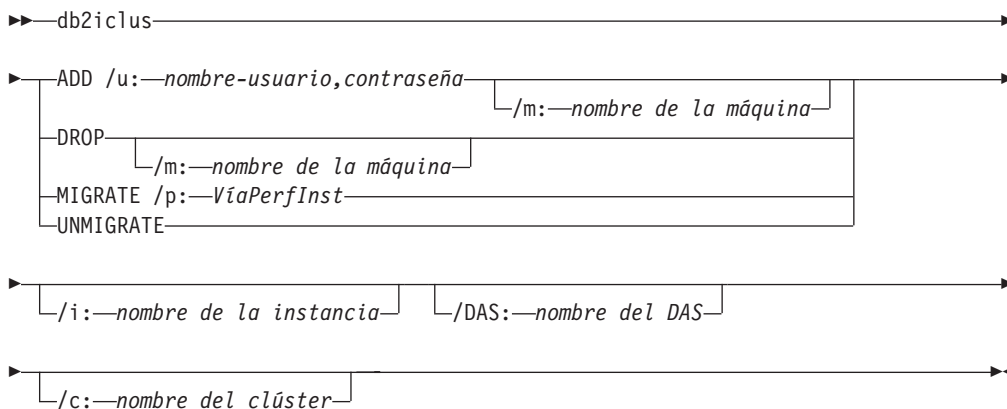 db2iclus
ADD /u: nombre-usuario,contraseña
/m: nombre de la máquina
DROP
/m: nombre de la máquina
MIGRATE /p: VíaPerfInst
UNMIGRATE
/i: nombre de la instancia /DAS: nombre del DAS
/c: nombre del clúster